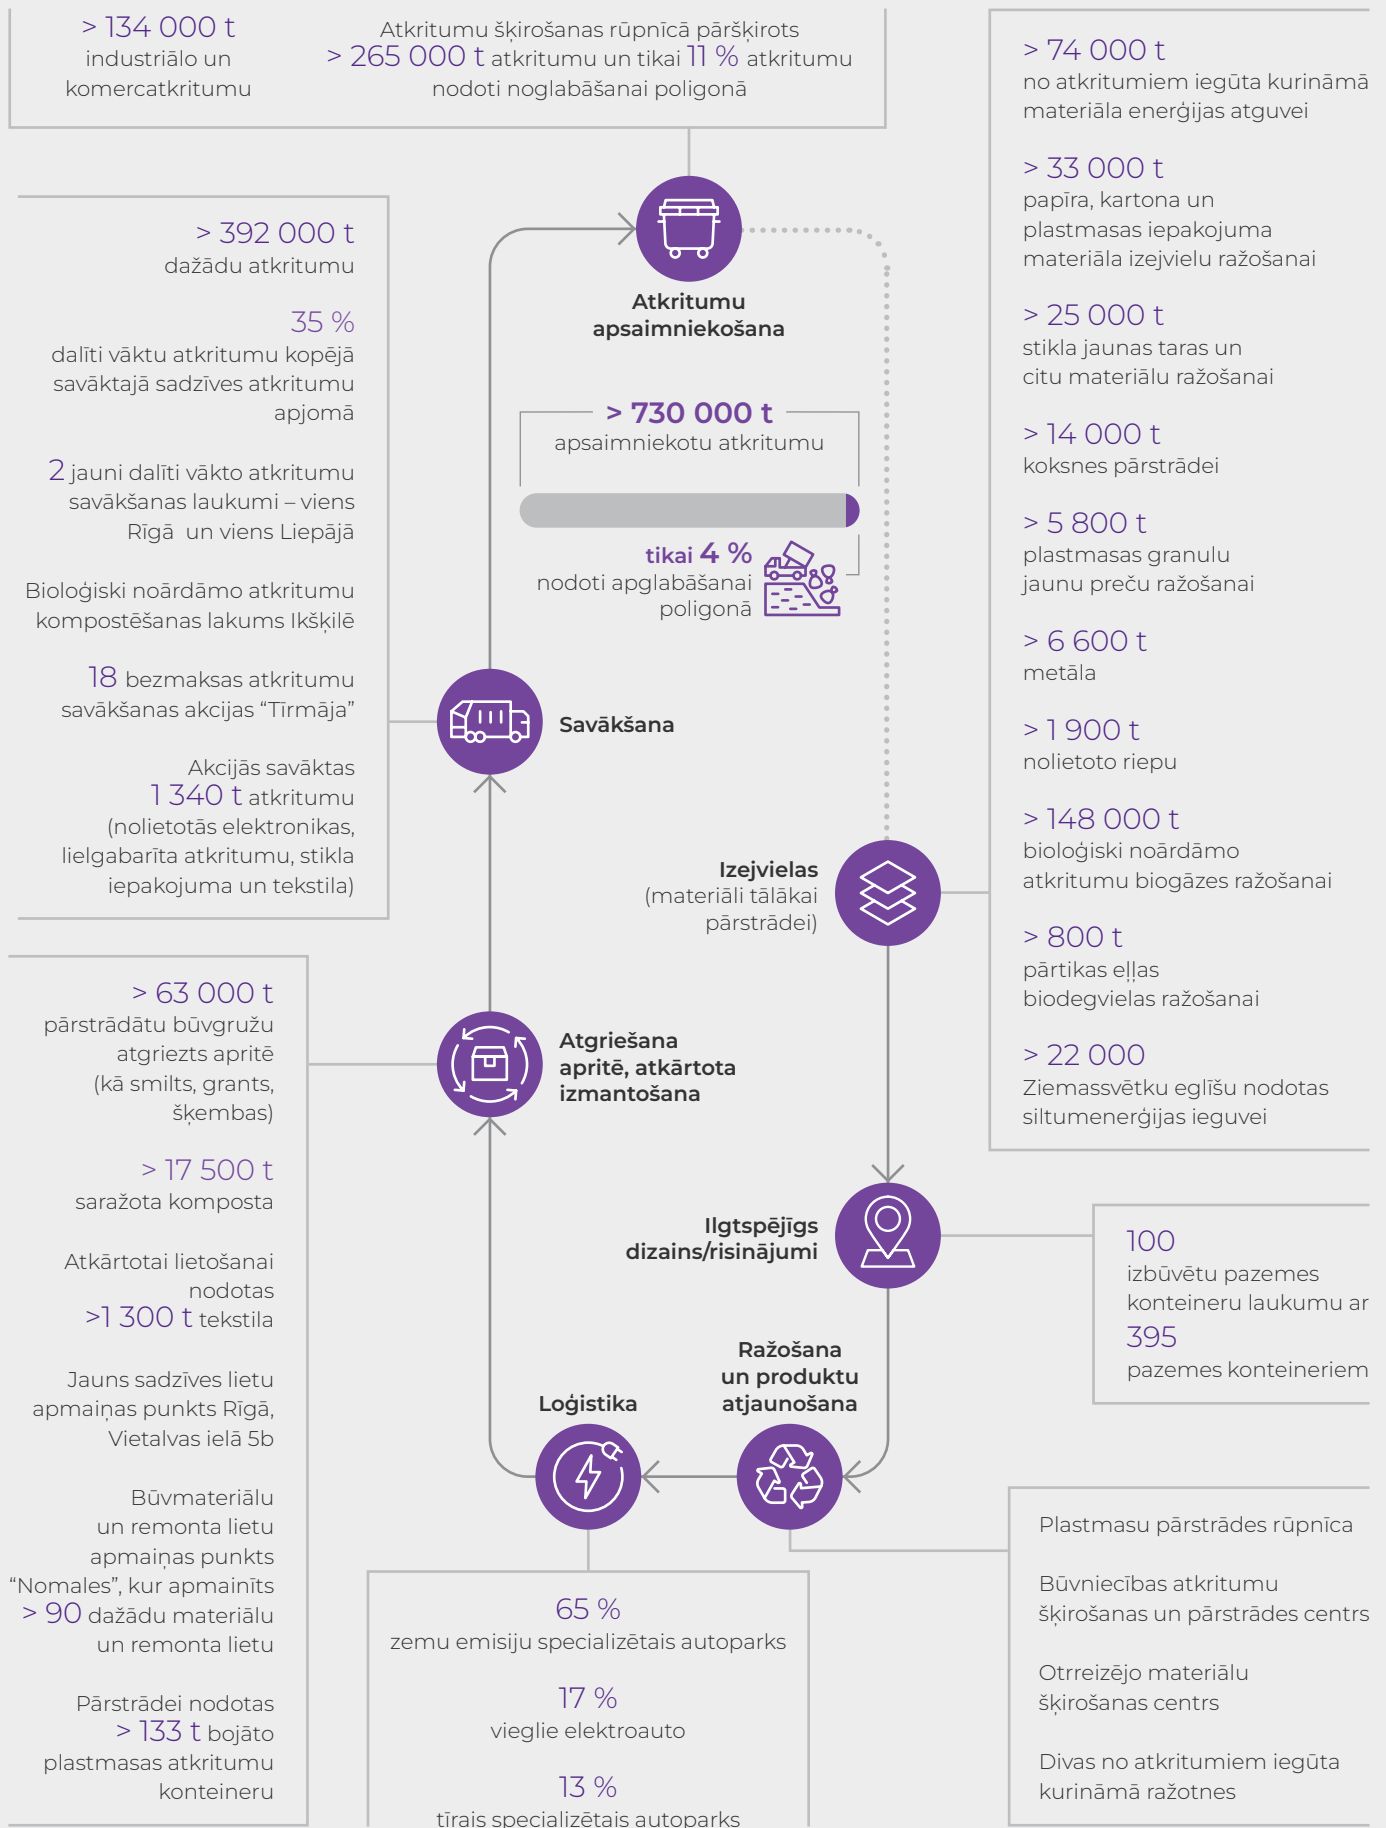 > 134 000 t
industriālo un
komercatkritumu
Atkritumu šķirošanas rūpnīcā pāršķirots
> 265 000 t atkritumu un tikai 11 % atkritumu
nodoti noglabāšanai poligonā
> 74 000 t
no atkritumiem iegūta kurināmā
materiāla enerģijas atguvei
> 33 000 t
papīra, kartona un
plastmasas iepakojuma
materiāla izejvielu ražošanai
> 25 000 t
stikla jaunas taras un
citu materiālu ražošanai
> 14 000 t
koksnes pārstrādei
> 5 800 t
plastmasas granulu
jaunu preču ražošanai
> 6 600 t
metāla
> 1 900 t
nolietoto riepu
> 148 000 t
bioloģiski noārdāmo
atkritumu biogāzes ražošanai
> 800 t
pārtikas eļļas
biodegvielas ražošanai
> 22 000
Ziemassvētku eglīšu nodotas
siltumenerģijas ieguvei
> 392 000 t
dažādu atkritumu
35 %
dalīti vāktu atkritumu kopējā
savāktajā sadzīves atkritumu
apjomā
2 jauni dalīti vākto atkritumu
savākšanas laukumi – viens
Rīgā un viens Liepājā
Bioloģiski noārdāmo atkritumu
kompostēšanas lakums Ikšķilē
18 bezmaksas atkritumu
savākšanas akcijas “Tīrmāja”
Akcijās savāktas
1 340 t atkritumu
(nolietotās elektronikas,
lielgabarīta atkritumu, stikla
iepakojuma un tekstila)
Atkritumu
apsaimniekošana
> 730 000 t
apsaimniekotu atkritumu
tikai 4 %
nodoti apglabāšanai
poligonā
Savākšana
Izejvielas
(materiāli tālākai
pārstrādei)
> 63 000 t
pārstrādātu būvgružu
atgriezts apritē
(kā smilts, grants,
šķembas)
> 17 500 t
saražota komposta
Atkārtotai lietošanai
nodotas
>1 300 t tekstila
Jauns sadzīves lietu
apmaiņas punkts Rīgā,
Vietalvas ielā 5b
Būvmateriālu
un remonta lietu
apmaiņas punkts
“Nomales”, kur apmainīts
> 90 dažādu materiālu
un remonta lietu
Pārstrādei nodotas
> 133 t bojāto
plastmasas atkritumu
konteineru
Atgriešana
apritē, atkārtota
izmantošana
Ilgtspējīgs
dizains/risinājumi
100
izbūvētu pazemes
konteineru laukumu ar
395
pazemes konteineriem
Ražošana
un produktu
atjaunošana
Loģistika
65 %
zemu emisiju specializētais autoparks
17 %
vieglie elektroauto
13 %
tīrais specializētais autoparks
Plastmasu pārstrādes rūpnīca
Būvniecības atkritumu
šķirošanas un pārstrādes centrs
Otrreizējo materiālu
šķirošanas centrs
Divas no atkritumiem iegūta
kurināmā ražotnes